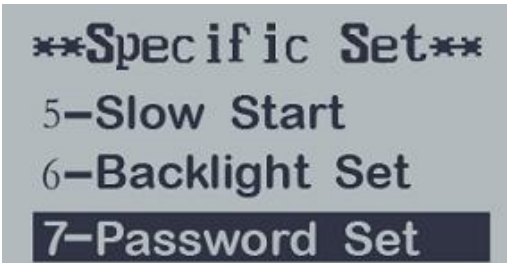 **Specific Set**
5-Slow Start
6-Backlight Set
7-Password Set